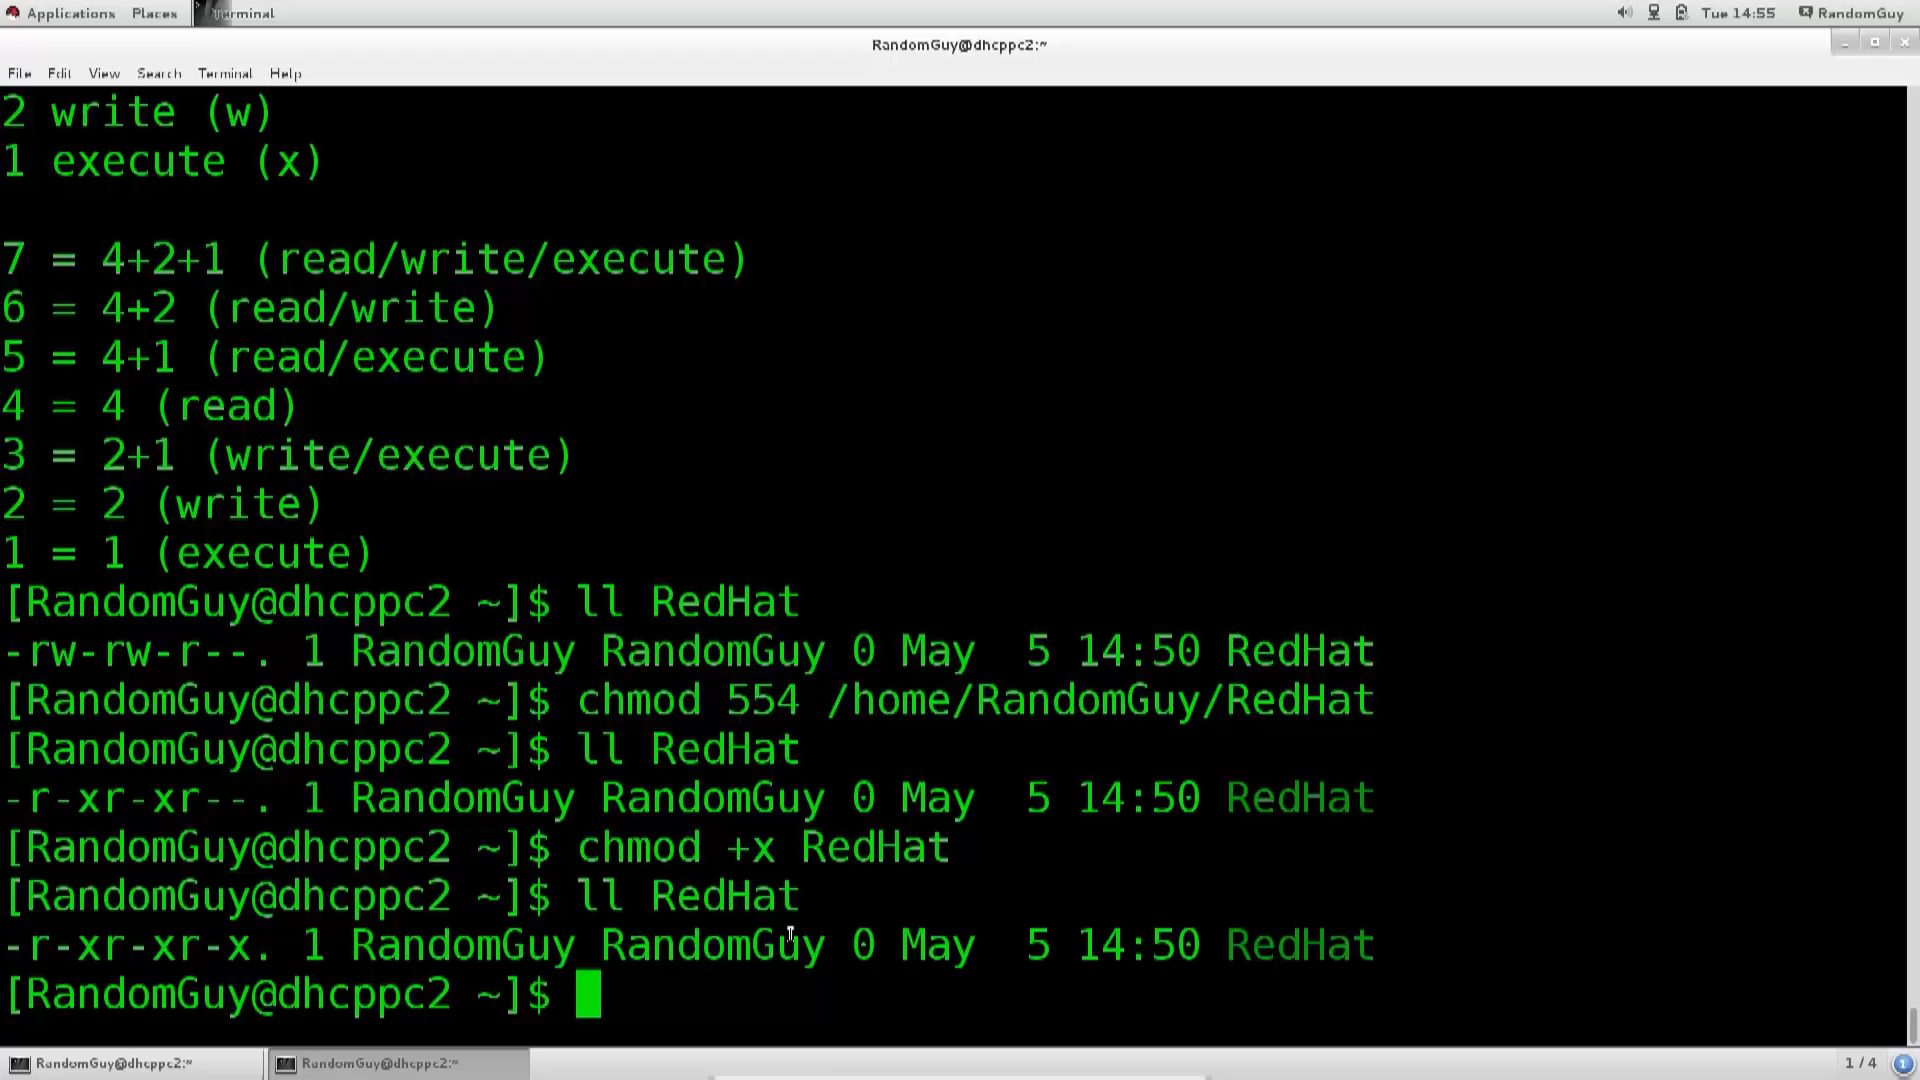 Applications Places Terminal Tue 14:55 RandomGuy
RandomGuy@dhcppc2:~
File Edit View Search Terminal Help
2 write (w)
1 execute (x)
7 = 4+2+1 (read/write/execute)
6 = 4+2 (read/write)
5 = 4+1 (read/execute)
4 = 4 (read)
3 = 2+1 (write/execute)
2 = 2 (write)
1 = 1 (execute)
[RandomGuy@dhcppc2 ~]$ ll RedHat
-rw-rw-r--. 1 RandomGuy RandomGuy 0 May  5 14:50 RedHat
[RandomGuy@dhcppc2 ~]$ chmod 554 /home/RandomGuy/RedHat
[RandomGuy@dhcppc2 ~]$ ll RedHat
-r-xr-xr--. 1 RandomGuy RandomGuy 0 May  5 14:50 RedHat
[RandomGuy@dhcppc2 ~]$ chmod +x RedHat
[RandomGuy@dhcppc2 ~]$ ll RedHat
-r-xr-xr-x. 1 RandomGuy RandomGuy 0 May  5 14:50 RedHat
[RandomGuy@dhcppc2 ~]$
RandomGuy@dhcppc2:~ RandomGuy@dhcppc2:~ 1 / 4 1